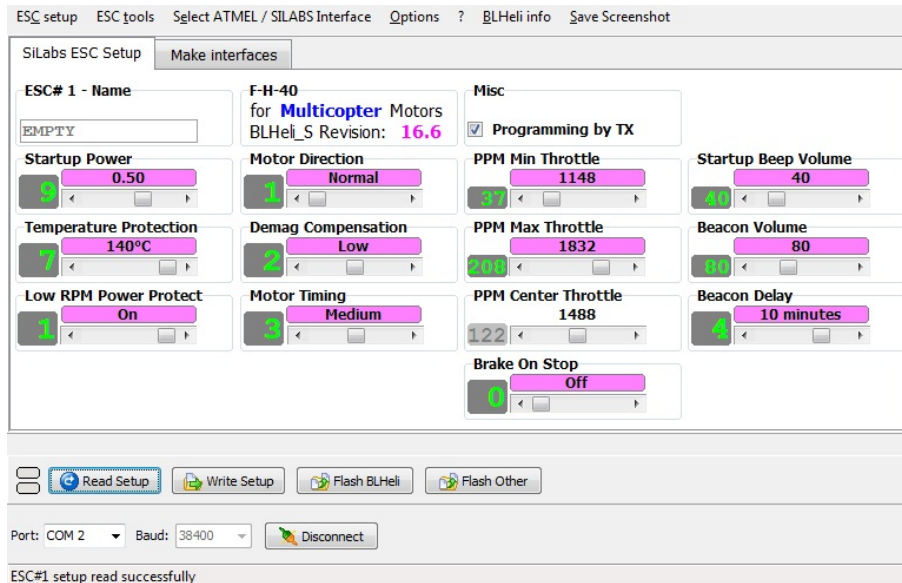 ESC setup ESC tools Select ATMEL / SILABS Interface Options ? BLHeli info Save Screenshot
SiLabs ESC Setup Make interfaces
ESC# 1 - Name
EMPTY
F-H-40
for Multicopter Motors
BLHeli_S Revision: 16.6
Misc
Programming by TX
Startup Power
9 0.50
Motor Direction
1 Normal
PPM Min Throttle
37 1148
Startup Beep Volume
40 40
Temperature Protection
7 140°C
Demag Compensation
2 Low
PPM Max Throttle
208 1832
Beacon Volume
80 80
Low RPM Power Protect
1 On
Motor Timing
3 Medium
PPM Center Throttle
122 1488
Beacon Delay
4 10 minutes
Brake On Stop
0 Off
Read Setup Write Setup Flash BLHeli Flash Other
Port: COM 2 Baud: 38400 Disconnect
ESC#1 setup read successfully